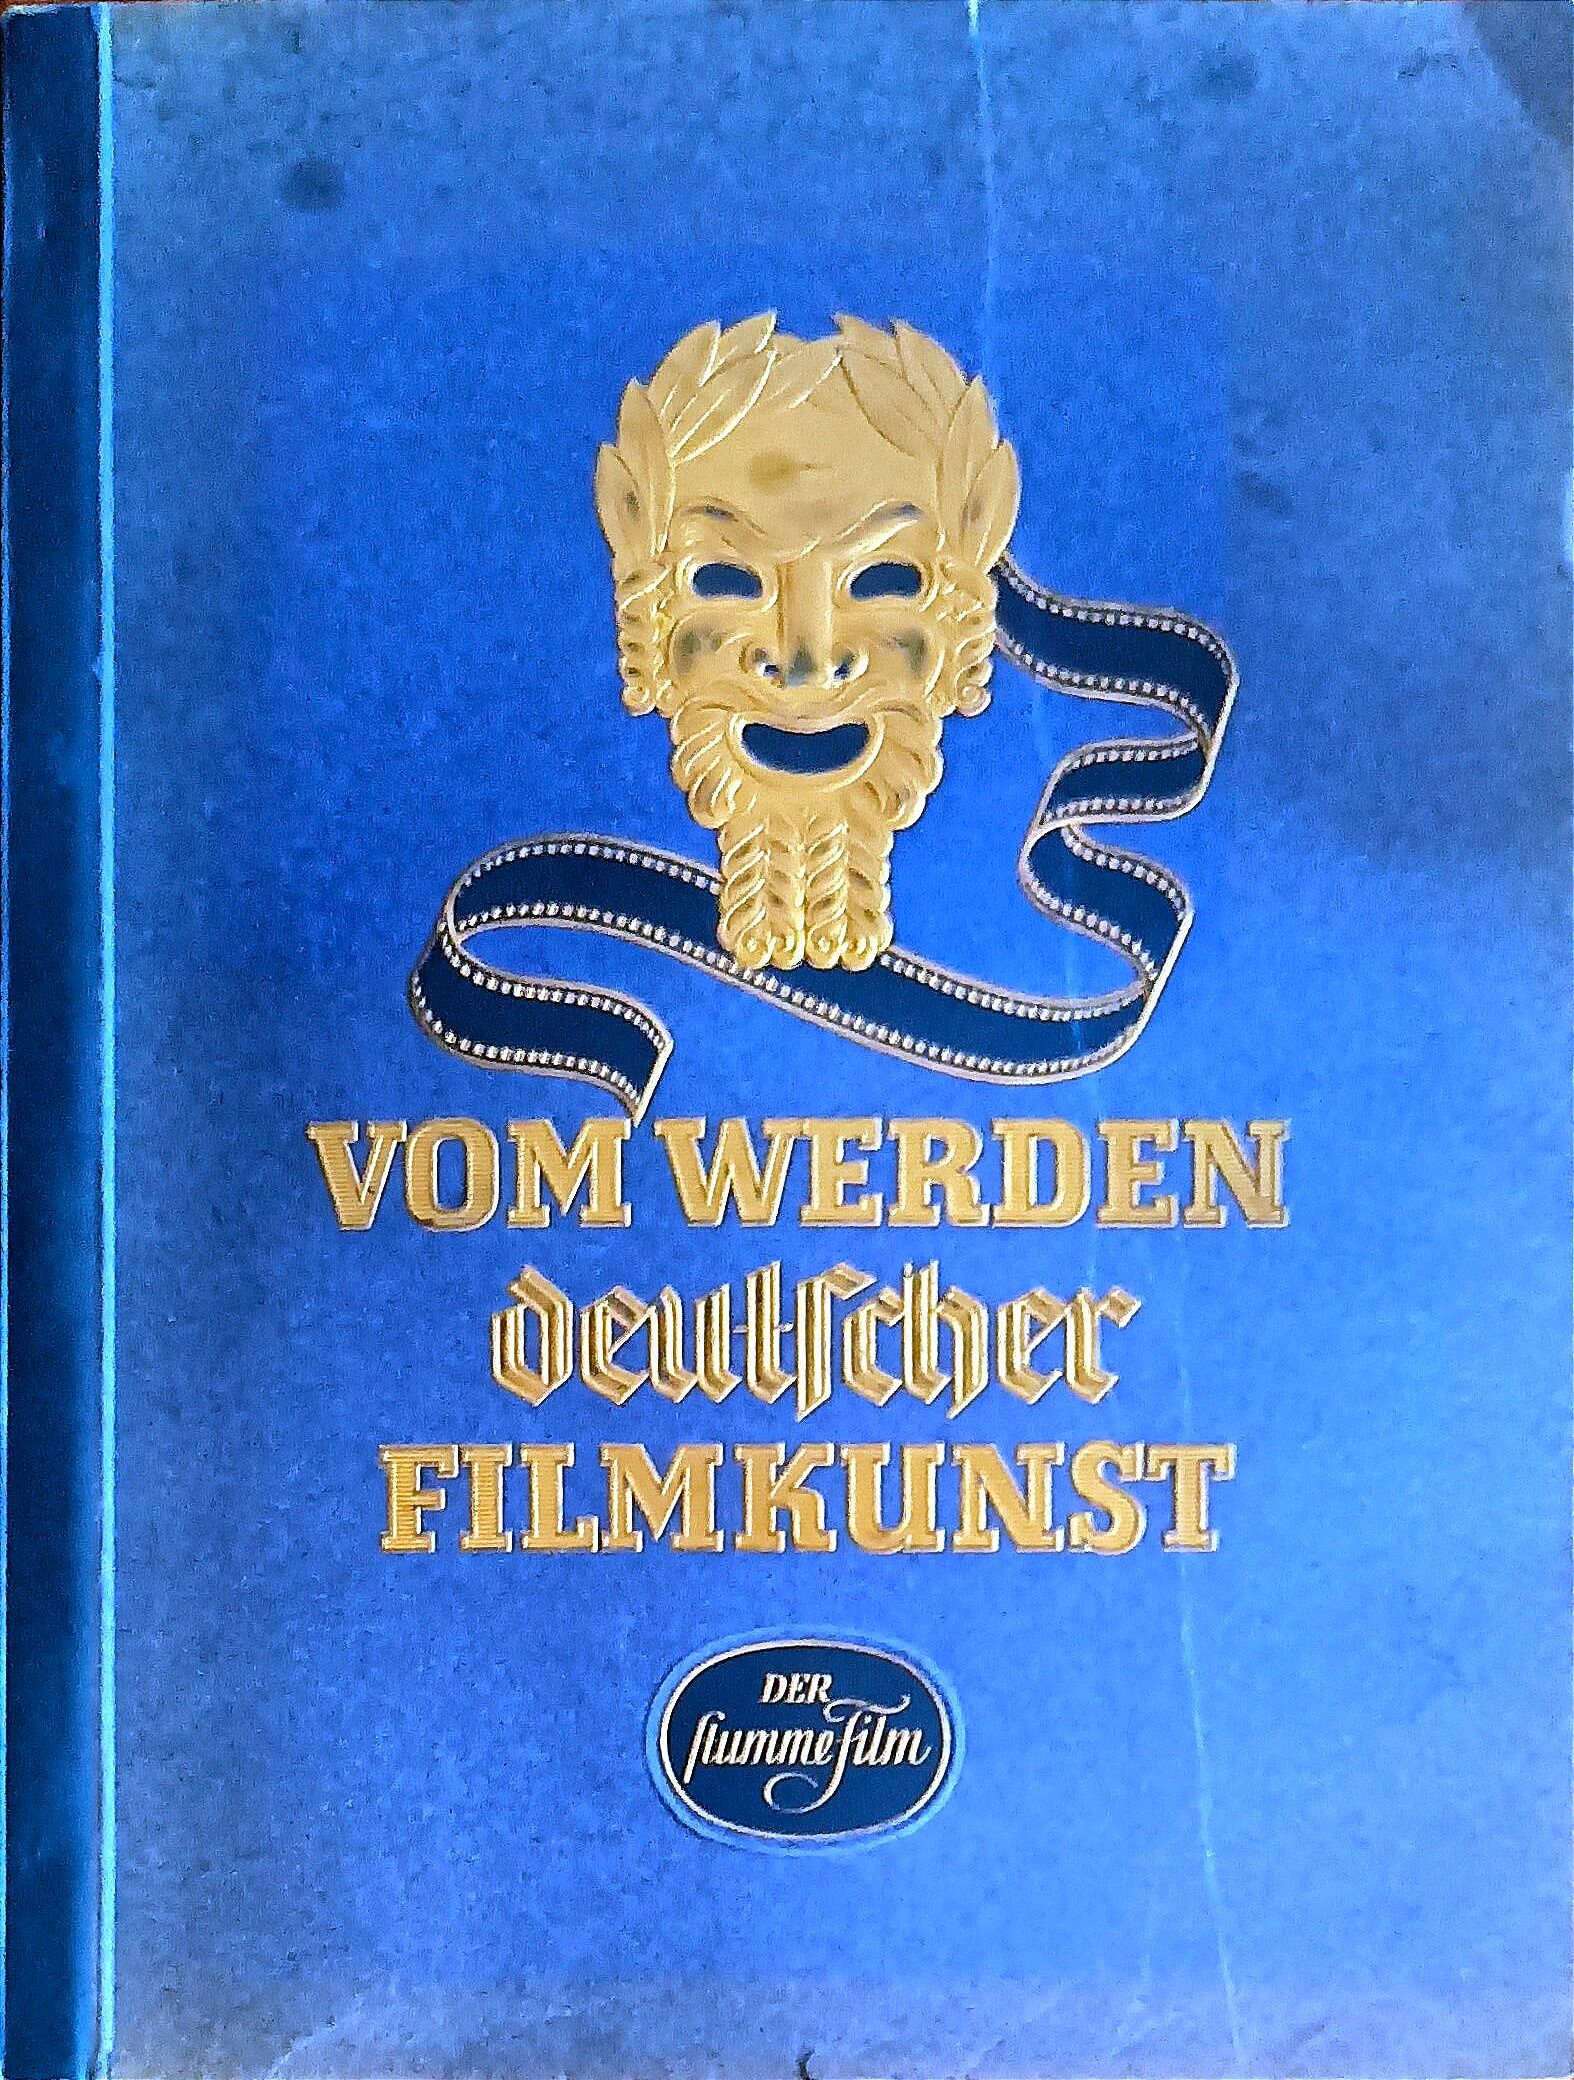 VOM WERDEN
deutscher
FILMKUNST
DER
stumme Film